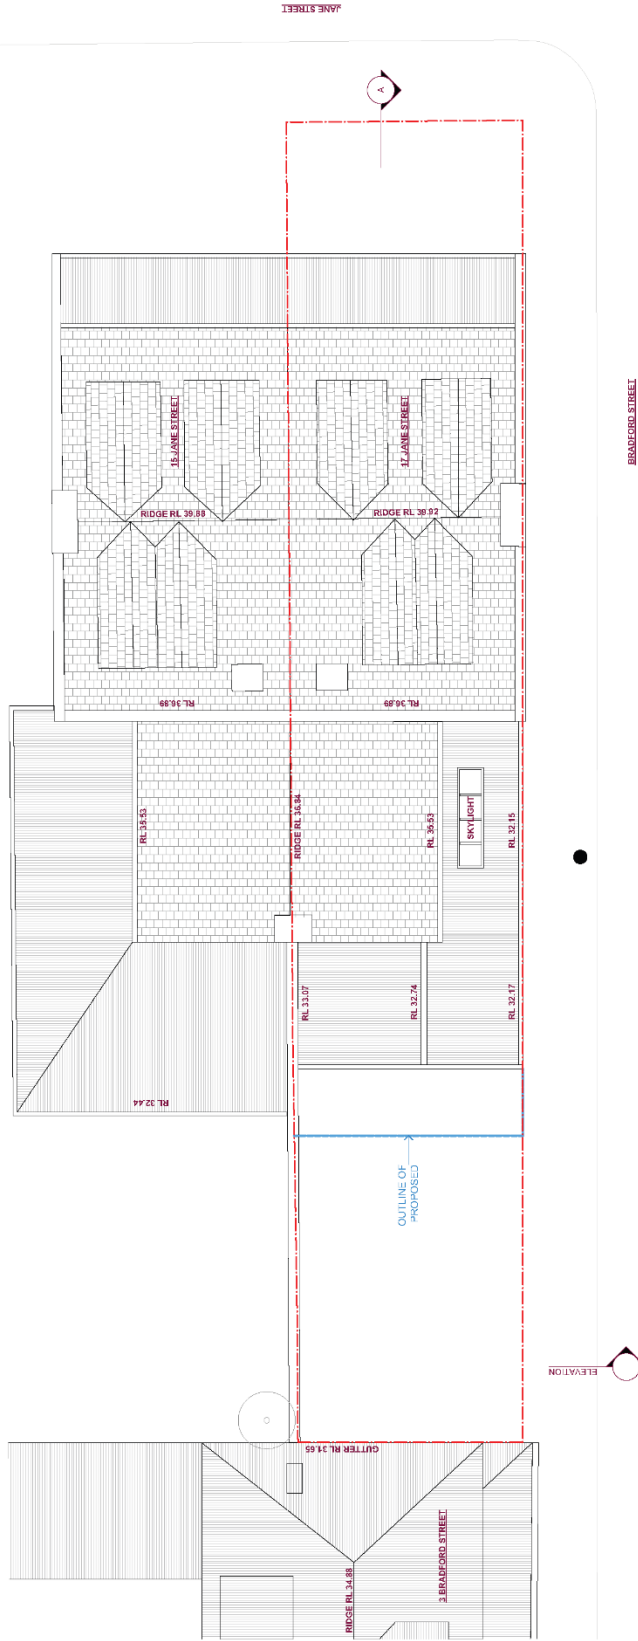 JANE STREET
A
BRADFORD STREET
15 JANE STREET
17 JANE STREET
RIDGE RL 39.88
RIDGE RL 39.92
RL 36.89
RL 36.89
RL 35.53
RIDGE RL 36.84
RL 35.53
SKYLIGHT
RL 32.15
RL 33.07
RL 32.74
RL 32.17
RL 32.44
OUTLINE OF
PROPOSED
ELEVATION
GUTTER RL 31.65
RIDGE RL 34.88
3 BRADFORD STREET